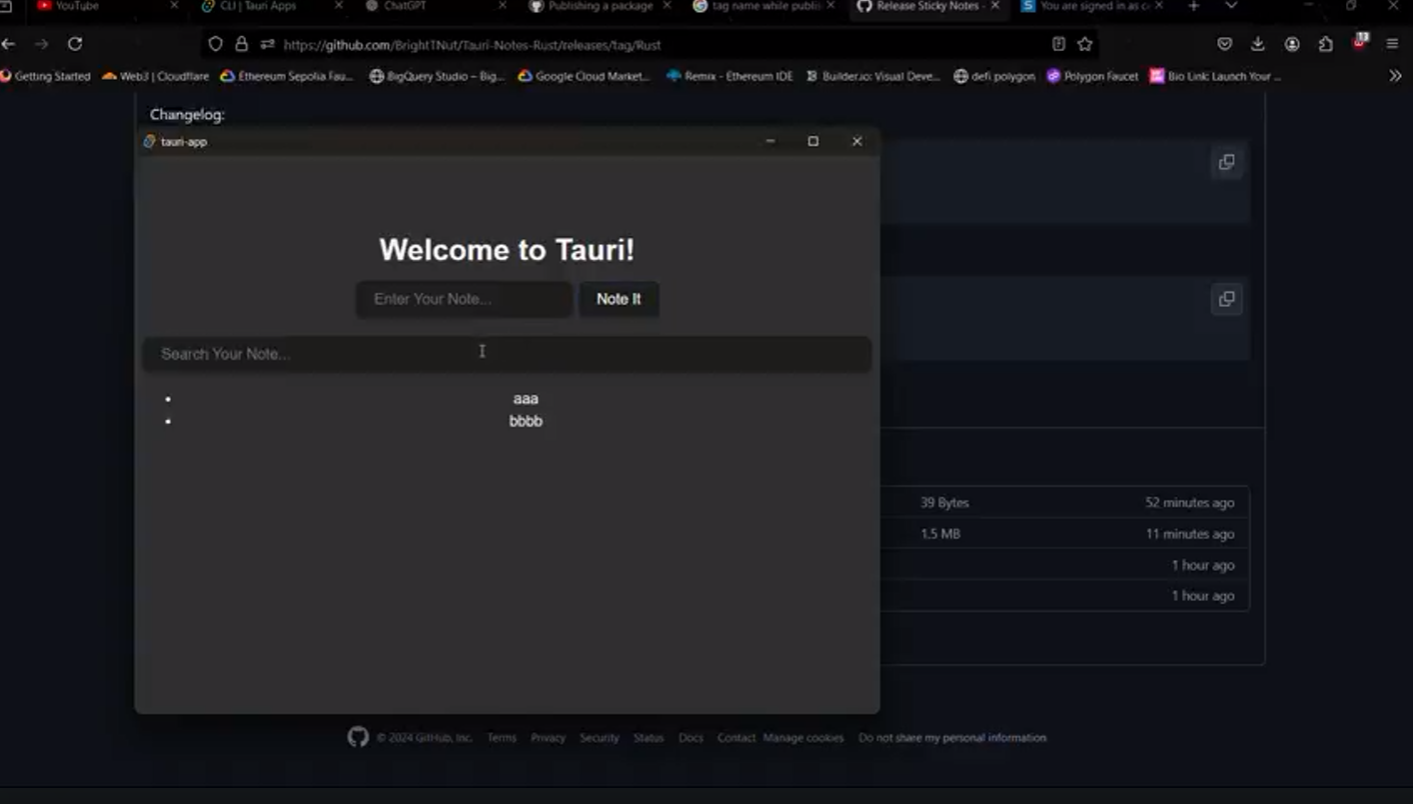 YouTube CLI | Tauri Apps ChatGPT Publishing a package tag name while publi Release Sticky Notes - You are signed in as c
https://github.com/BrightTNut/Tauri-Notes-Rust/releases/tag/Rust 13
Getting Started Web3 | Cloudflare Ethereum Sepolia Fau... BigQuery Studio – Big... Google Cloud Market... Remix - Ethereum IDE Builder.io: Visual Deve... defi polygon Polygon Faucet Bio Link: Launch Your ...
Changelog:
tauri-app
Welcome to Tauri!
Enter Your Note... Note It
Search Your Note...
• aaa
• bbbb
39 Bytes 52 minutes ago
1.5 MB 11 minutes ago
1 hour ago
1 hour ago
© 2024 GitHub, Inc. Terms Privacy Security Status Docs Contact Manage cookies Do not share my personal information